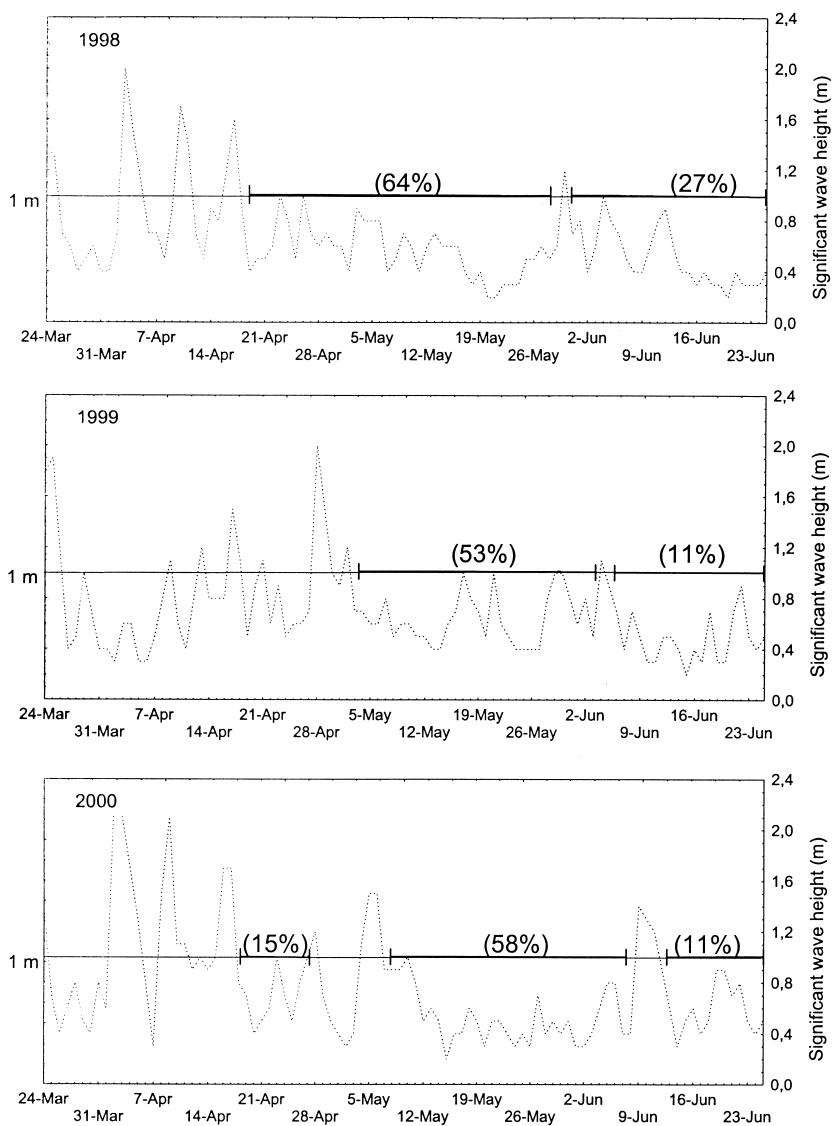 1998
2,4
2,0
1,6
1,2
0,8
0,4
0,0
Significant wave height (m)
1 m
(64%)
(27%)
24-Mar
7-Apr
21-Apr
5-May
19-May
2-Jun
16-Jun
31-Mar
14-Apr
28-Apr
12-May
26-May
9-Jun
23-Jun
1999
2,4
2,0
1,6
1,2
0,8
0,4
0,0
Significant wave height (m)
1 m
(53%)
(11%)
24-Mar
7-Apr
21-Apr
5-May
19-May
2-Jun
16-Jun
31-Mar
14-Apr
28-Apr
12-May
26-May
9-Jun
23-Jun
2000
2,4
2,0
1,6
1,2
0,8
0,4
0,0
Significant wave height (m)
1 m
(15%)
(58%)
(11%)
24-Mar
7-Apr
21-Apr
5-May
19-May
2-Jun
16-Jun
31-Mar
14-Apr
28-Apr
12-May
26-May
9-Jun
23-Jun